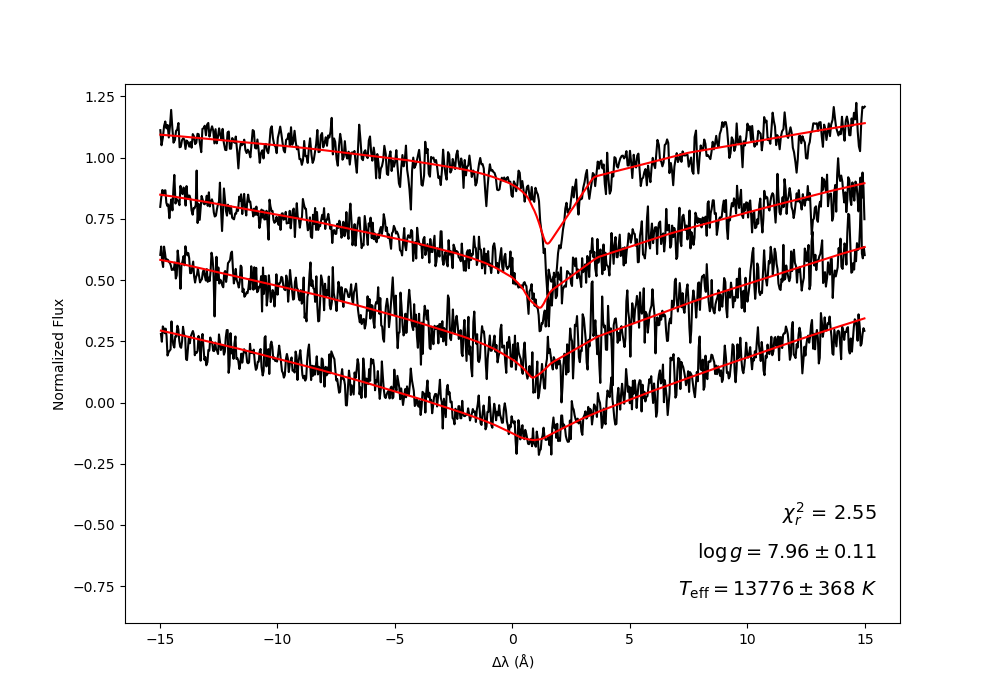 1.25
1.00
0.75
0.50
0.25
0.00
−0.25
−0.50
−0.75
Normalized Flux
χ²ᵣ = 2.55
log g = 7.96 ± 0.11
T_eff = 13776 ± 368 K
−15 −10 −5 0 5 10 15
Δλ (Å)